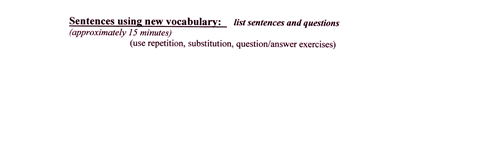 Sentences using new vocabulary: list sentences and questions
(approximately 15 minutes)
(use repetition, substitution, question/answer exercises)